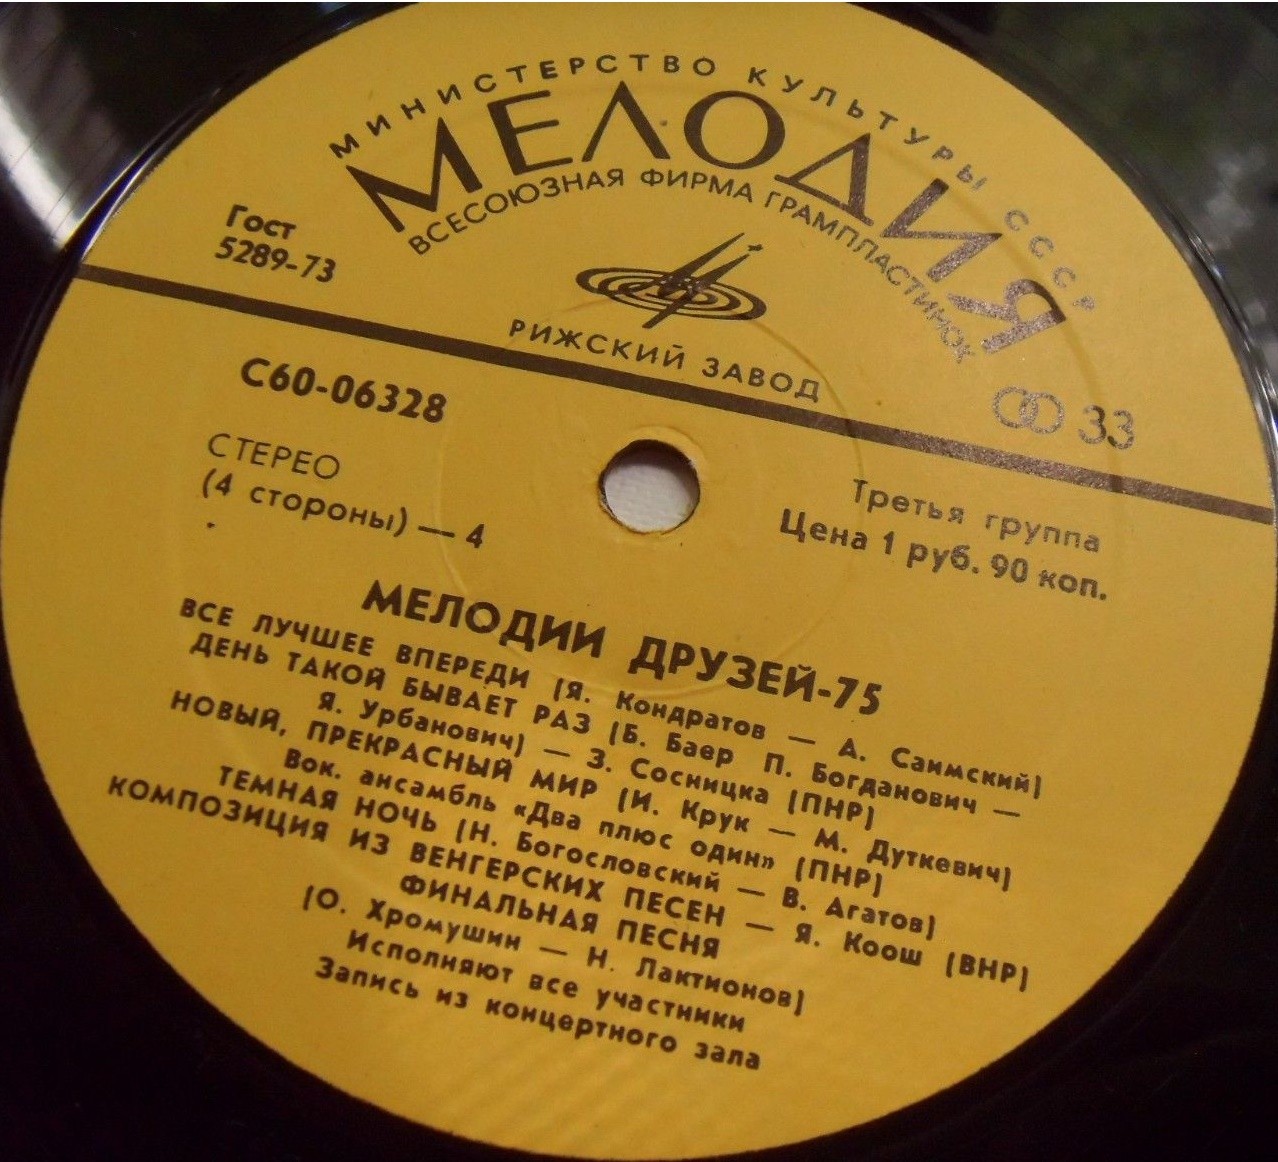 МИНИСТЕРСТВО КУЛЬТУРЫ СССР
МЕЛОДИЯ
ВСЕСОЮЗНАЯ ФИРМА ГРАМПЛАСТИНОК
Гост
5289-73
РИЖСКИЙ ЗАВОД
33
С60-06328
СТЕРЕО
(4 стороны) — 4
Третья группа
Цена 1 руб. 90 коп.
МЕЛОДИИ ДРУЗЕЙ-75
ВСЕ ЛУЧШЕЕ ВПЕРЕДИ (Я. Кондратов — А. Саимский)
ДЕНЬ ТАКОЙ БЫВАЕТ РАЗ (Б. Баер П. Богданович —
Я. Урбанович) — З. Сосницка (ПНР)
НОВЫЙ, ПРЕКРАСНЫЙ МИР (И. Крук — М. Дуткевич)
Вок. ансамбль «Два плюс один» (ПНР)
ТЕМНАЯ НОЧЬ (Н. Богословский — В. Агатов)
КОМПОЗИЦИЯ ИЗ ВЕНГЕРСКИХ ПЕСЕН — Я. Коош (ВНР)
ФИНАЛЬНАЯ ПЕСНЯ
(О. Хромушин — Н. Лактионов)
Исполняют все участники
Запись из концертного зала